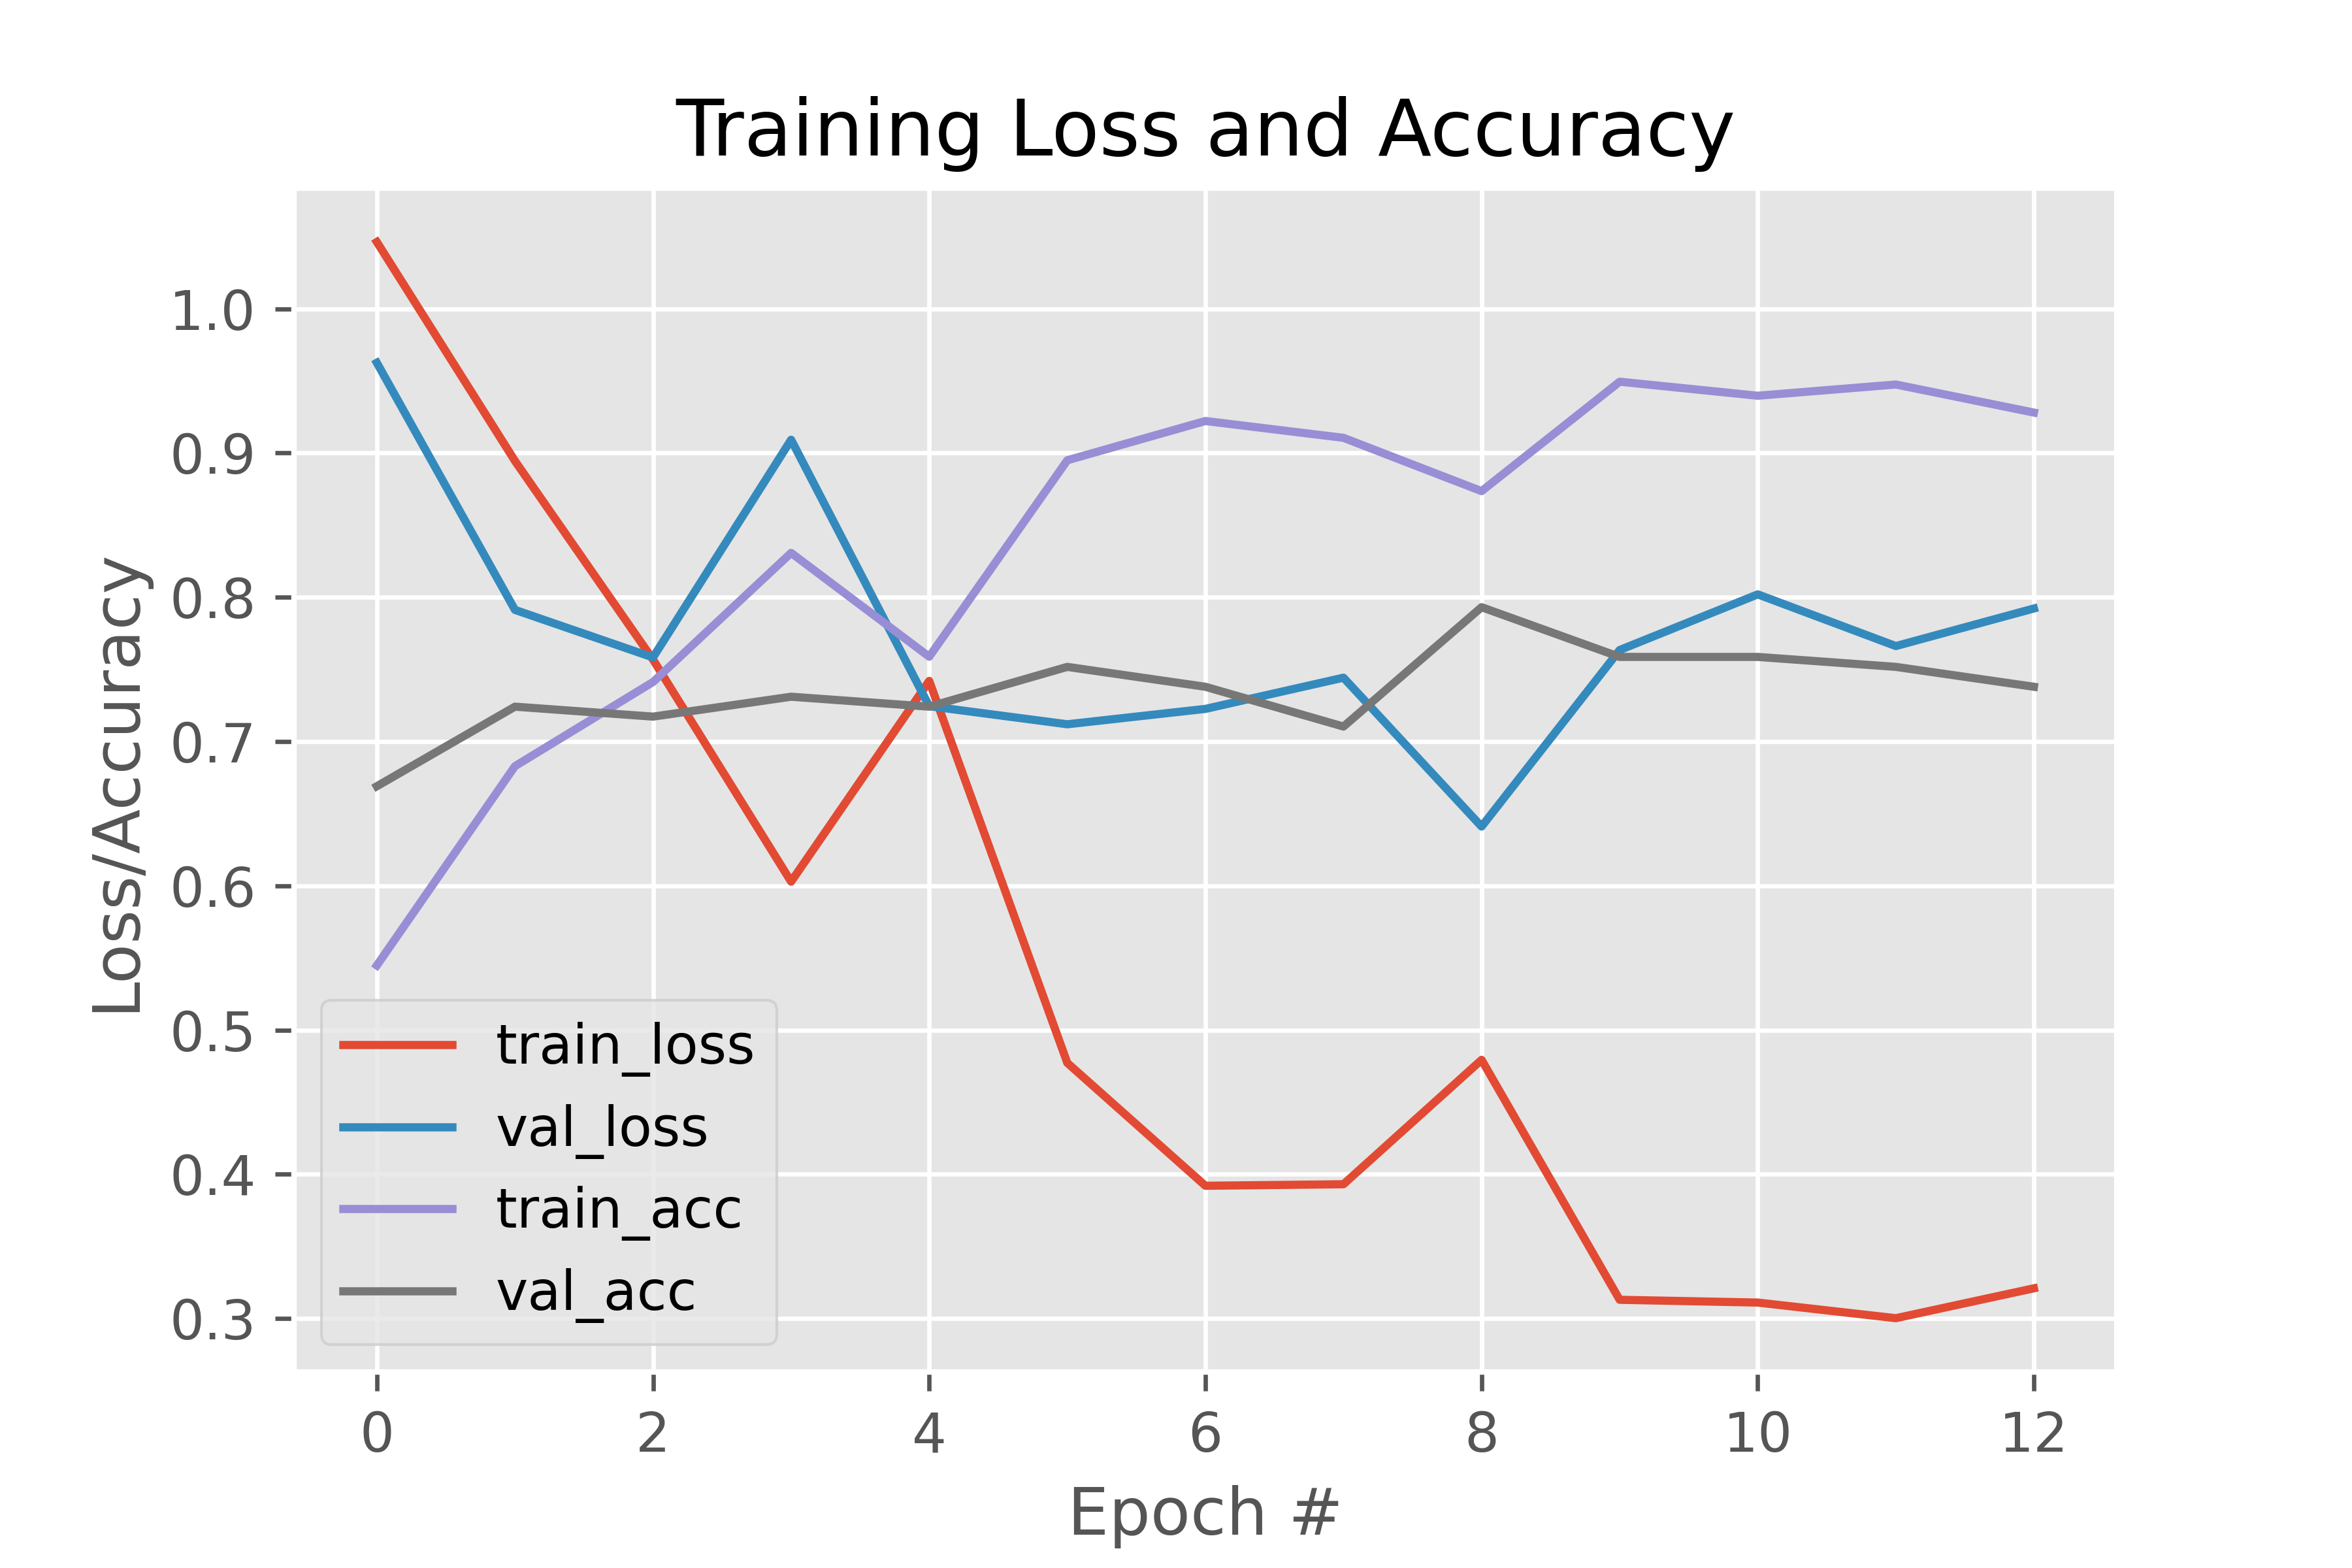 Training Loss and Accuracy
Loss/Accuracy
1.0
0.9
0.8
0.7
0.6
0.5
0.4
0.3
train_loss
val_loss
train_acc
val_acc
0 2 4 6 8 10 12
Epoch #